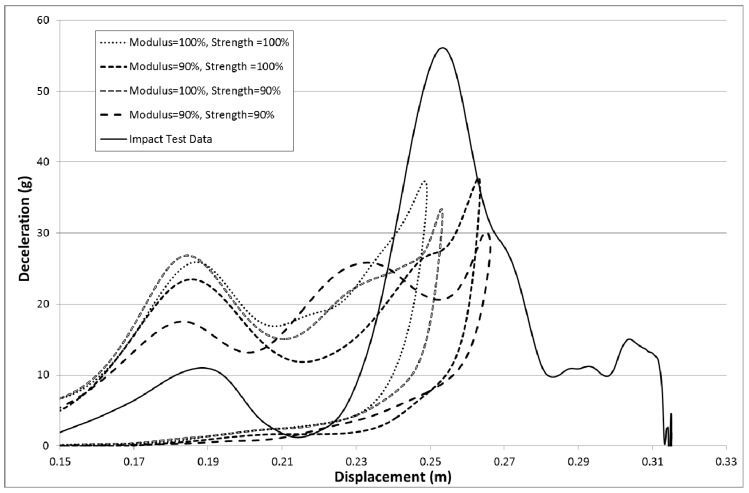 60
50
40
30
20
10
0
Deceleration (g)
Modulus=100%, Strength =100%
Modulus=90%, Strength =100%
Modulus=100%, Strength=90%
Modulus=90%, Strength=90%
Impact Test Data
0.15 0.17 0.19 0.21 0.23 0.25 0.27 0.29 0.31 0.33
Displacement (m)